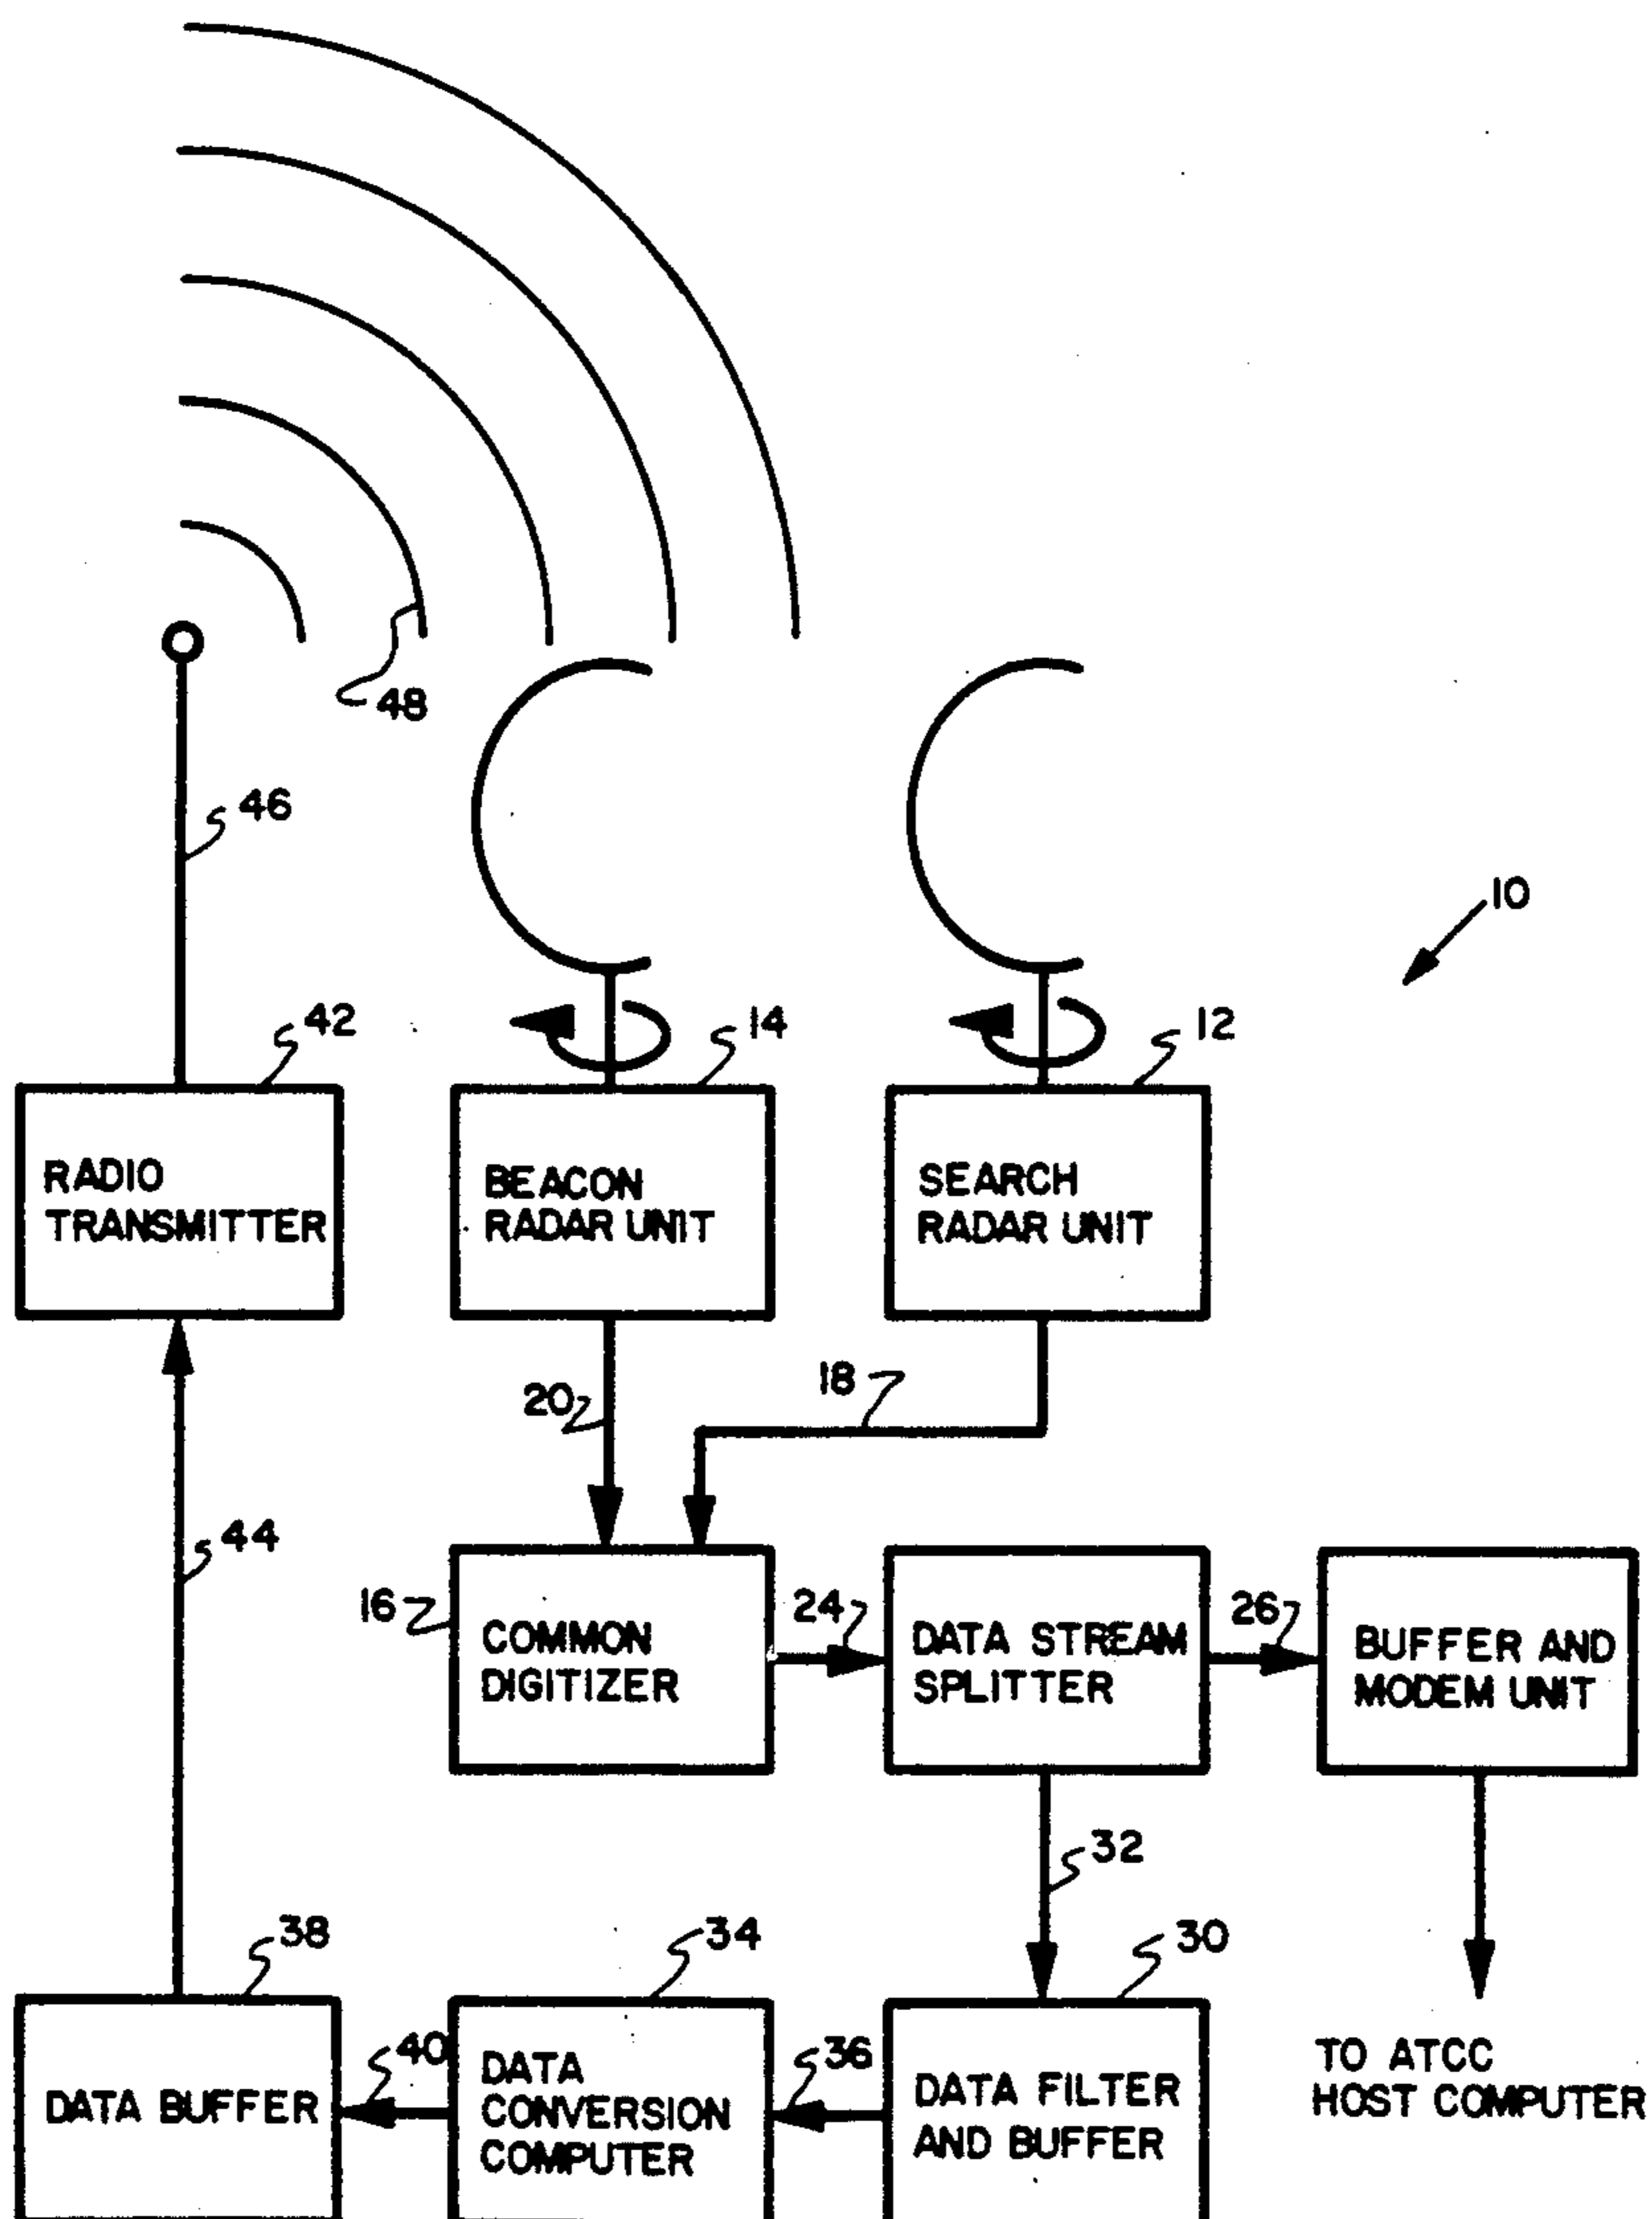 48
46
10
42
14
12
RADIO
TRANSMITTER
BEACON
RADAR UNIT
SEARCH
RADAR UNIT
18
20
44
16
24
26
COMMON
DIGITIZER
DATA STREAM
SPLITTER
BUFFER AND
MODEM UNIT
32
38
34
30
40
36
DATA BUFFER
DATA
CONVERSION
COMPUTER
DATA FILTER
AND BUFFER
TO ATCC
HOST COMPUTER